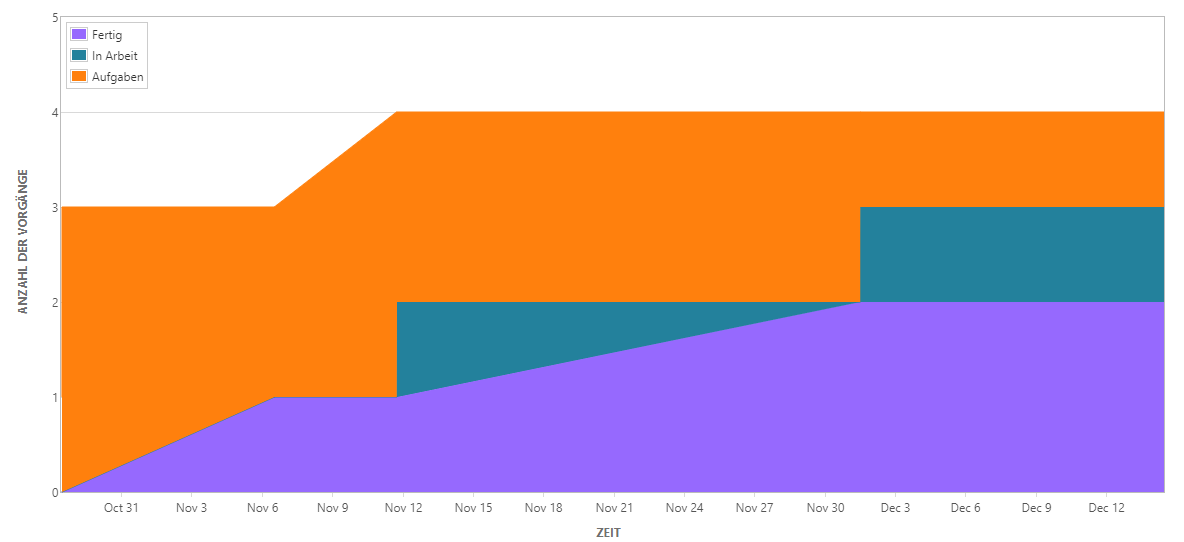 5
Fertig
In Arbeit
Aufgaben
4
3
2
1
0
ANZAHL DER VORGÄNGE
Oct 31 Nov 3 Nov 6 Nov 9 Nov 12 Nov 15 Nov 18 Nov 21 Nov 24 Nov 27 Nov 30 Dec 3 Dec 6 Dec 9 Dec 12
ZEIT